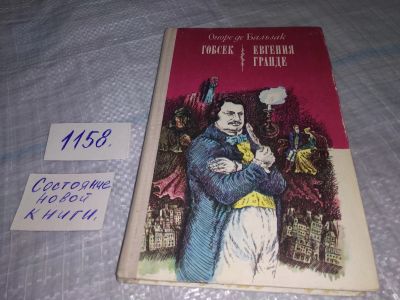 Оноре де Бальзак
ГОБСЕК
ЕВГЕНИЯ
ГРАНДЕ
1158.
Состояние
новой
книги.